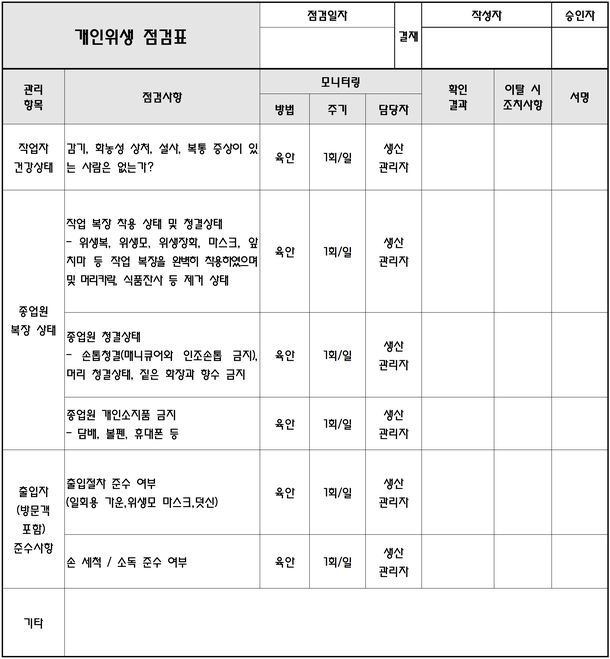 개인위생 점검표
점검일자
결재
작성자
승인자
관리
항목
점검사항
모니터링
방법
주기
담당자
확인
결과
이탈 시
조치사항
서명
작업자
건강상태
감기, 화농성 상처, 설사, 복통 증상이 있
는 사람은 없는가?
육안
1회/일
생산
관리자
종업원
복장 상태
작업 복장 착용 상태 및 청결상태
- 위생복, 위생모, 위생장화, 마스크, 앞
치마 등 작업 복장을 완벽히 착용하였으며
및 머리카락, 식품잔사 등 제거 상태
육안
1회/일
생산
관리자
종업원 청결상태
- 손톱청결(매니큐어와 인조손톱 금지),
머리 청결상태, 짙은 화장과 향수 금지
육안
1회/일
생산
관리자
종업원 개인소지품 금지
- 담배, 볼펜, 휴대폰 등
육안
1회/일
생산
관리자
출입자
(방문객
포함)
준수사항
출입절차 준수 여부
(일회용 가운,위생모 마스크,덧신)
육안
1회/일
생산
관리자
손 세척 / 소독 준수 여부
육안
1회/일
생산
관리자
기타